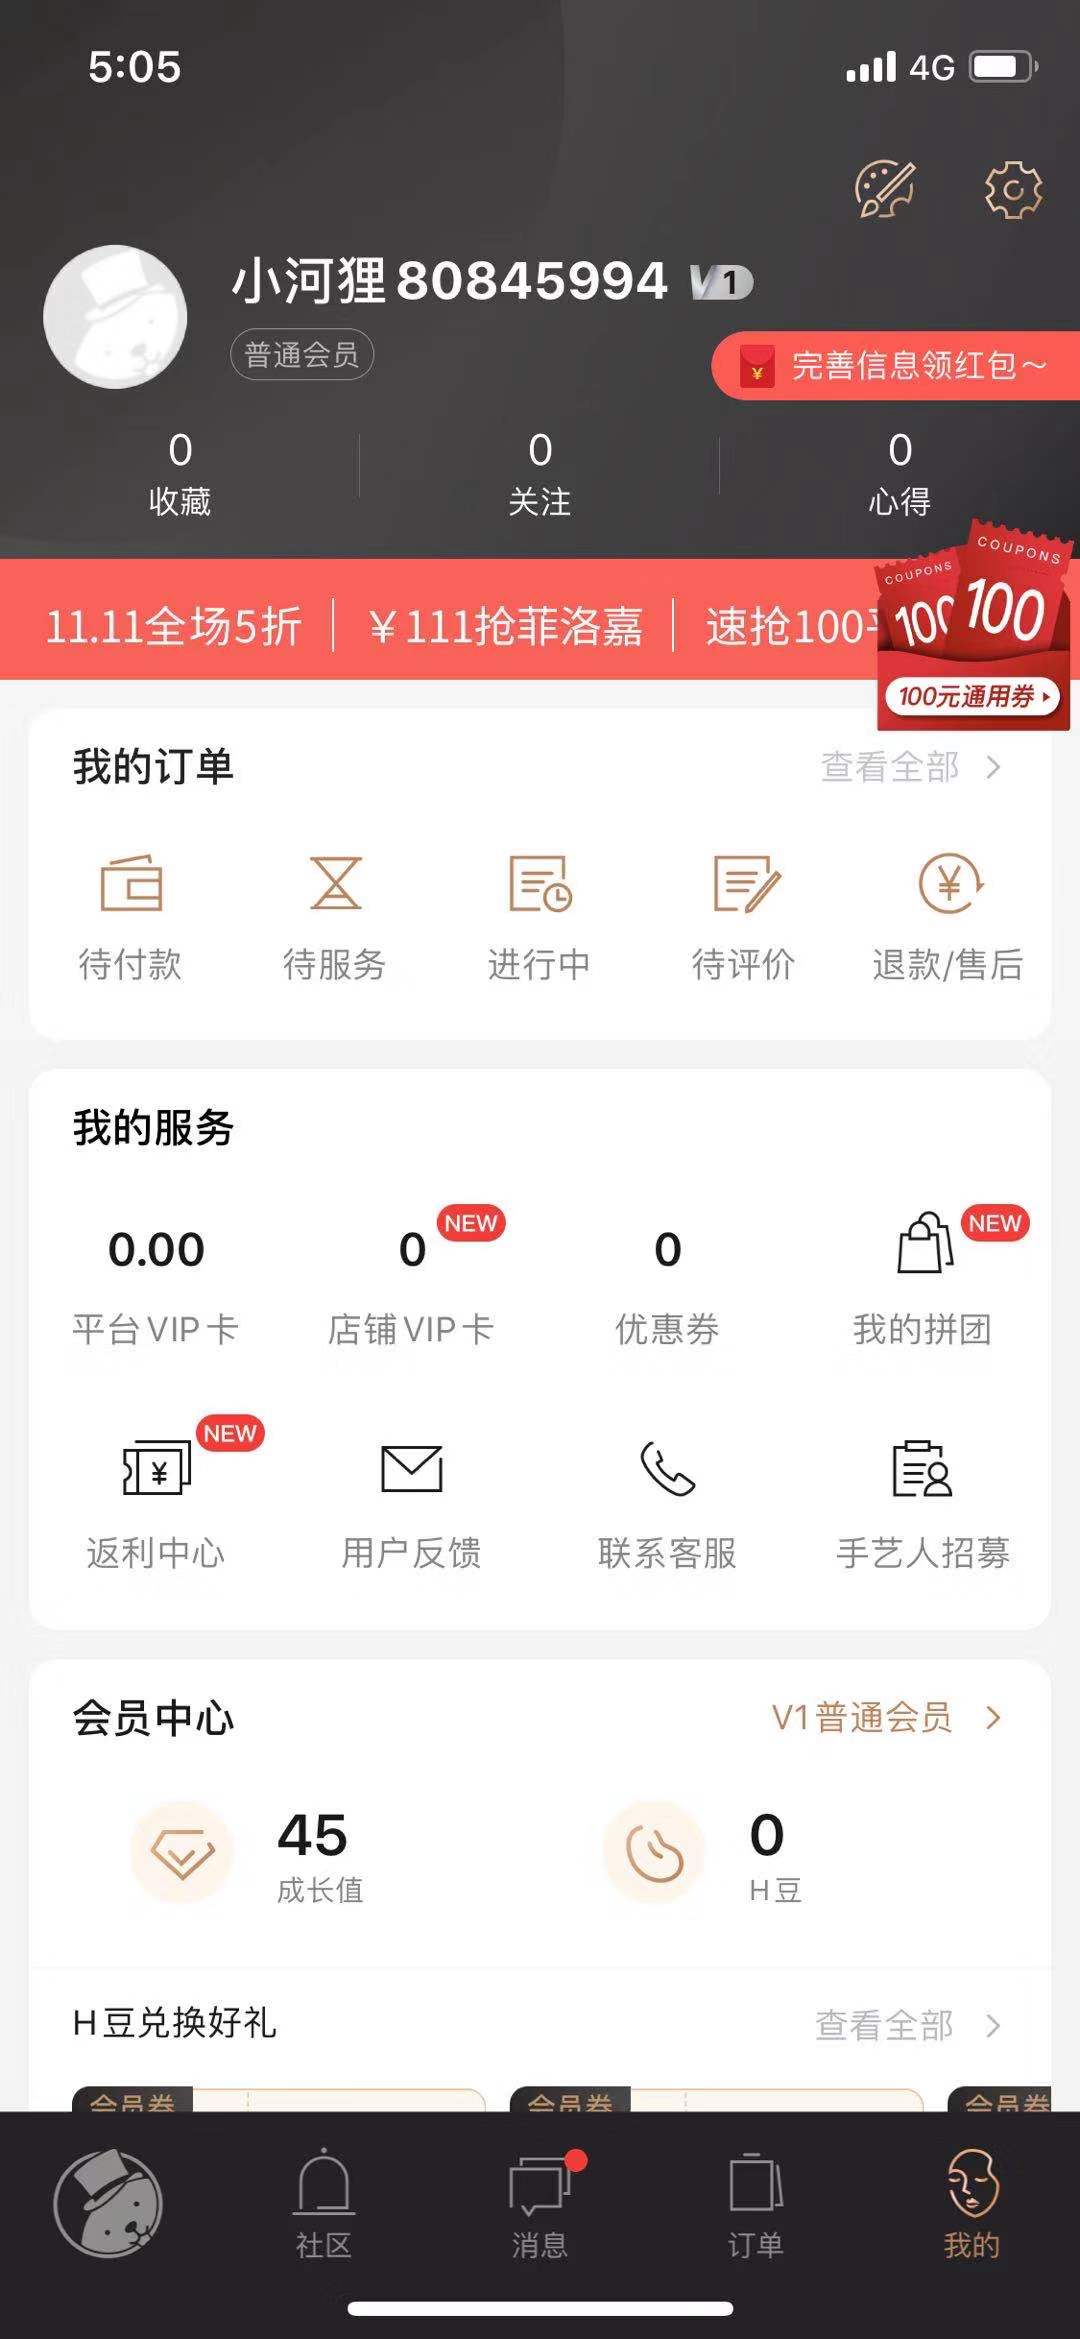 5:05
4G
小河狸80845994 V1
普通会员
¥ 完善信息领红包～
0
收藏
0
关注
0
心得
COUPONS
COUPONS
100
100
100元通用券
11.11全场5折
￥111抢菲洛嘉
速抢100
我的订单
查看全部
待付款
待服务
进行中
待评价
¥
退款/售后
我的服务
0.00
平台VIP卡
0
NEW
店铺VIP卡
0
优惠券
NEW
我的拼团
¥
NEW
返利中心
用户反馈
联系客服
手艺人招募
会员中心
V1普通会员
45
成长值
0
H豆
H豆兑换好礼
查看全部
会员券
会员券
会员券
社区
消息
订单
我的